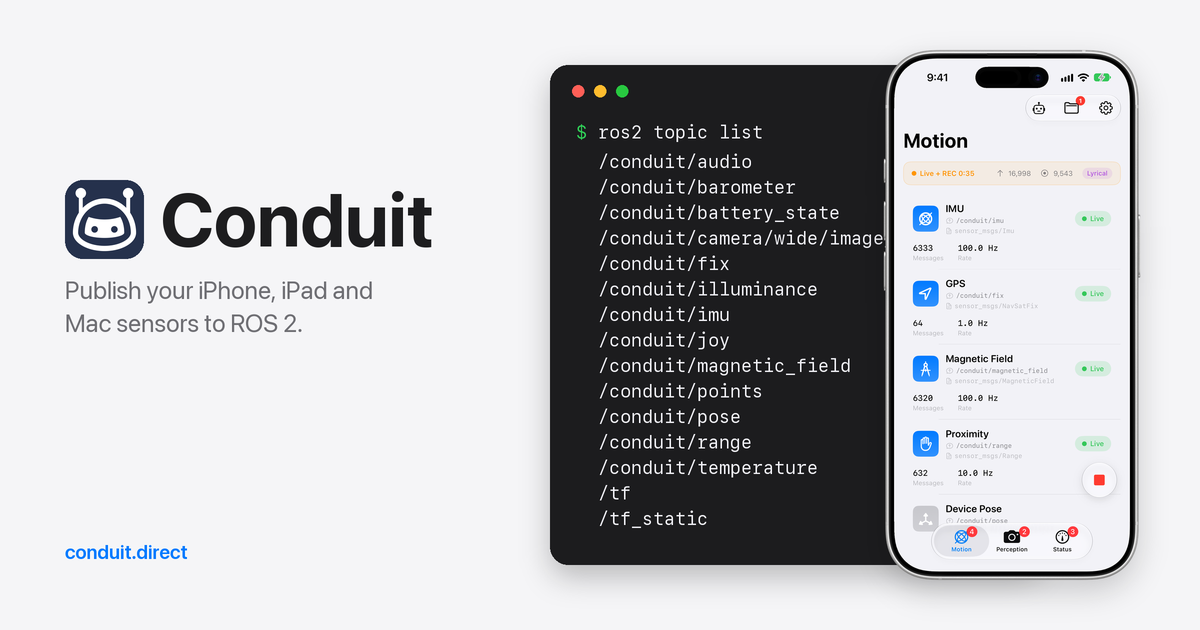 Conduit
Publish your iPhone, iPad and
Mac sensors to ROS 2.
conduit.direct
$ ros2 topic list
/conduit/audio
/conduit/barometer
/conduit/battery_state
/conduit/camera/wide/image
/conduit/fix
/conduit/illuminance
/conduit/imu
/conduit/joy
/conduit/magnetic_field
/conduit/points
/conduit/pose
/conduit/range
/conduit/temperature
/tf
/tf_static
9:41
1
Motion
Live + REC 0:35 16,998 9,543 Lyrical
IMU
/conduit/imu
Live
sensor_msgs/Imu
6333 100.0 Hz
Messages Rate
GPS
/conduit/fix
Live
sensor_msgs/NavSatFix
64 1.0 Hz
Messages Rate
Magnetic Field
/conduit/magnetic_field
Live
sensor_msgs/MagneticField
6320 100.0 Hz
Messages Rate
Proximity
/conduit/range
Live
sensor_msgs/Range
632 10.0 Hz
Messages Rate
Device Pose
/conduit/pose
4 2 3
Motion Perception Status